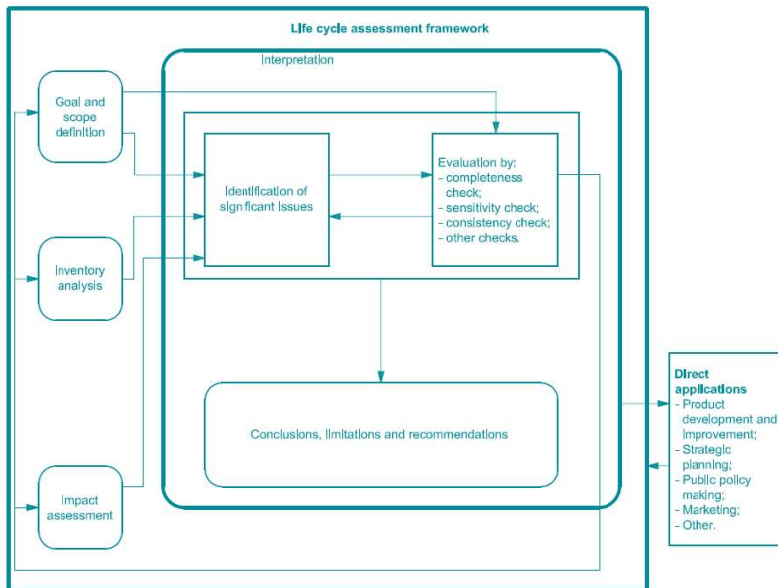 Life cycle assessment framework
Interpretation
Goal and
scope
definition
Identification of
significant issues
Evaluation by:
- completeness
check;
- sensitivity check;
- consistency check;
- other checks.
Inventory
analysis
Conclusions, limitations and recommendations
Impact
assessment
Direct
applications
- Product
development and
improvement;
- Strategic
planning;
- Public policy
making;
- Marketing;
- Other.